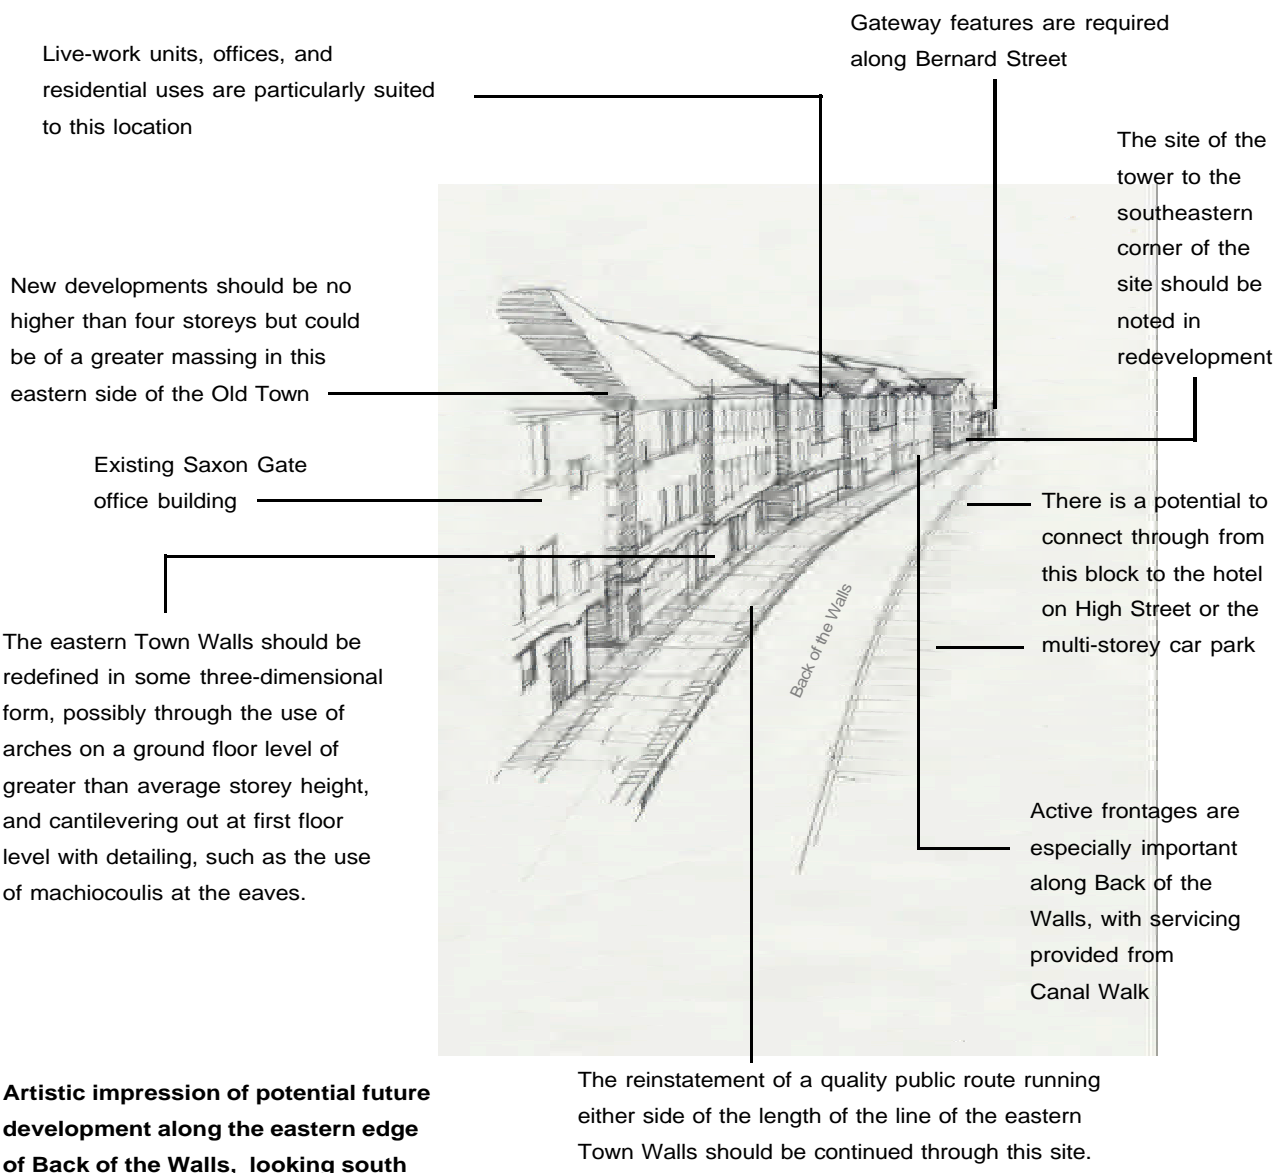 Gateway features are required
along Bernard Street
Live-work units, offices, and
residential uses are particularly suited
to this location
The site of the
tower to the
southeastern
corner of the
site should be
noted in
redevelopment
New developments should be no
higher than four storeys but could
be of a greater massing in this
eastern side of the Old Town
Existing Saxon Gate
office building
There is a potential to
connect through from
this block to the hotel
on High Street or the
multi-storey car park
Back of the Walls
The eastern Town Walls should be
redefined in some three-dimensional
form, possibly through the use of
arches on a ground floor level of
greater than average storey height,
and cantilevering out at first floor
level with detailing, such as the use
of machiocoulis at the eaves.
Active frontages are
especially important
along Back of the
Walls, with servicing
provided from
Canal Walk
Artistic impression of potential future
development along the eastern edge
of Back of the Walls, looking south
The reinstatement of a quality public route running
either side of the length of the line of the eastern
Town Walls should be continued through this site.